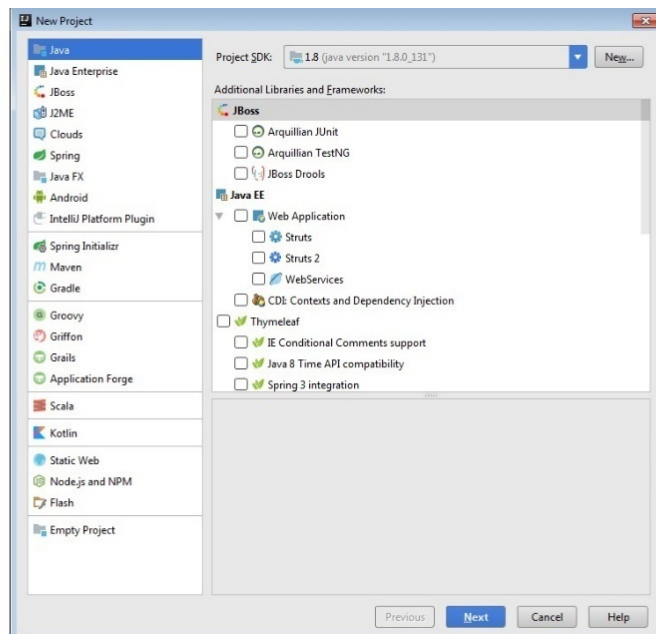 New Project
Java
Java Enterprise
JBoss
J2ME
Clouds
Spring
Java FX
Android
IntelliJ Platform Plugin
Spring Initializr
Maven
Gradle
Groovy
Griffon
Grails
Application Forge
Scala
Kotlin
Static Web
Node.js and NPM
Flash
Empty Project
Project SDK: 1.8 (java version "1.8.0_131") New...
Additional Libraries and Frameworks:
JBoss
Arquillian JUnit
Arquillian TestNG
JBoss Drools
Java EE
Web Application
Struts
Struts 2
WebServices
CDI: Contexts and Dependency Injection
Thymeleaf
IE Conditional Comments support
Java 8 Time API compatibility
Spring 3 integration
Previous Next Cancel Help